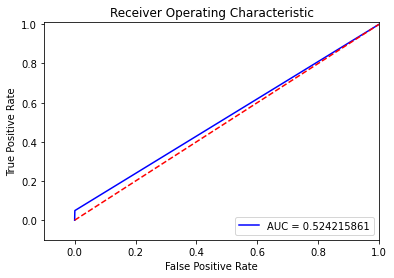 Receiver Operating Characteristic
True Positive Rate
1.0
0.8
0.6
0.4
0.2
0.0
AUC = 0.524215861
0.0 0.2 0.4 0.6 0.8 1.0
False Positive Rate